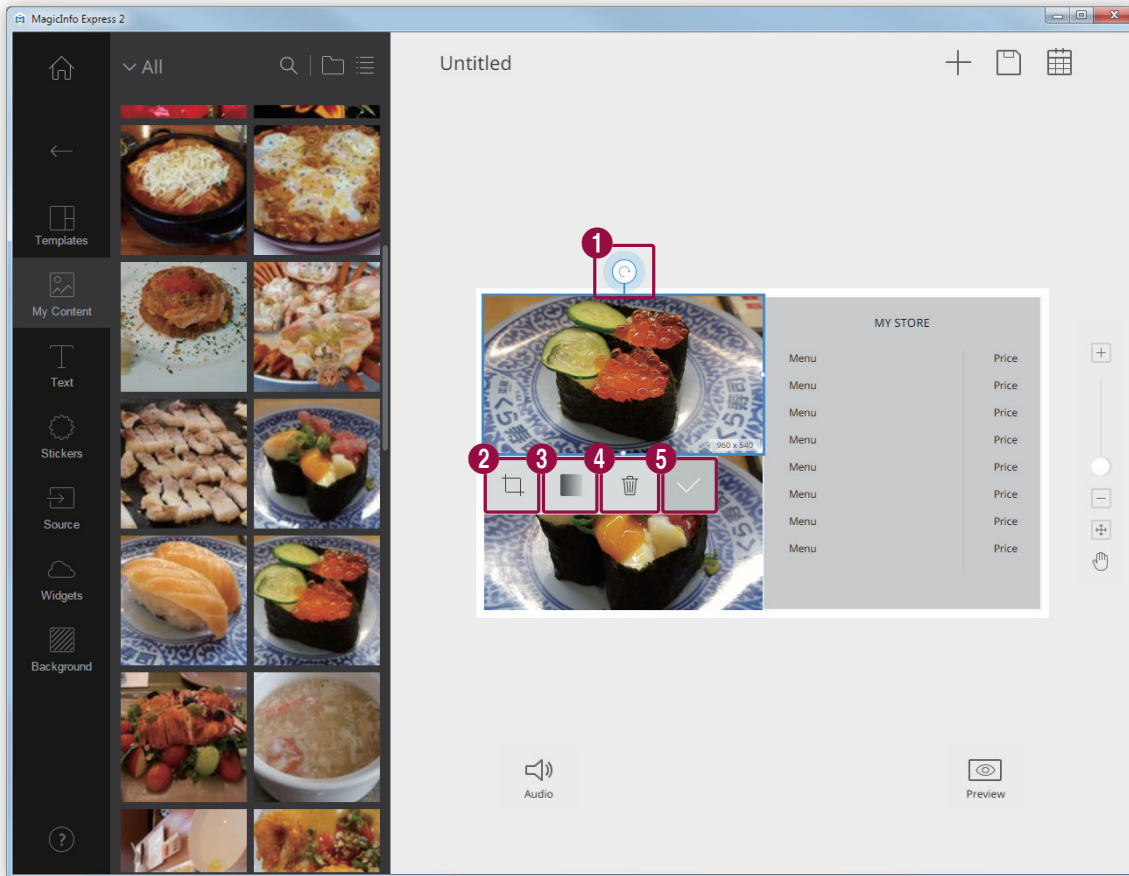 MagicInfo Express 2
All
Untitled
Templates
My Content
Text
Stickers
Source
Widgets
Background
?
1
MY STORE
Menu Price
Menu Price
Menu Price
Menu Price
Menu Price
Menu Price
Menu Price
Menu Price
960 x 540
2 3 4 5
Audio
Preview